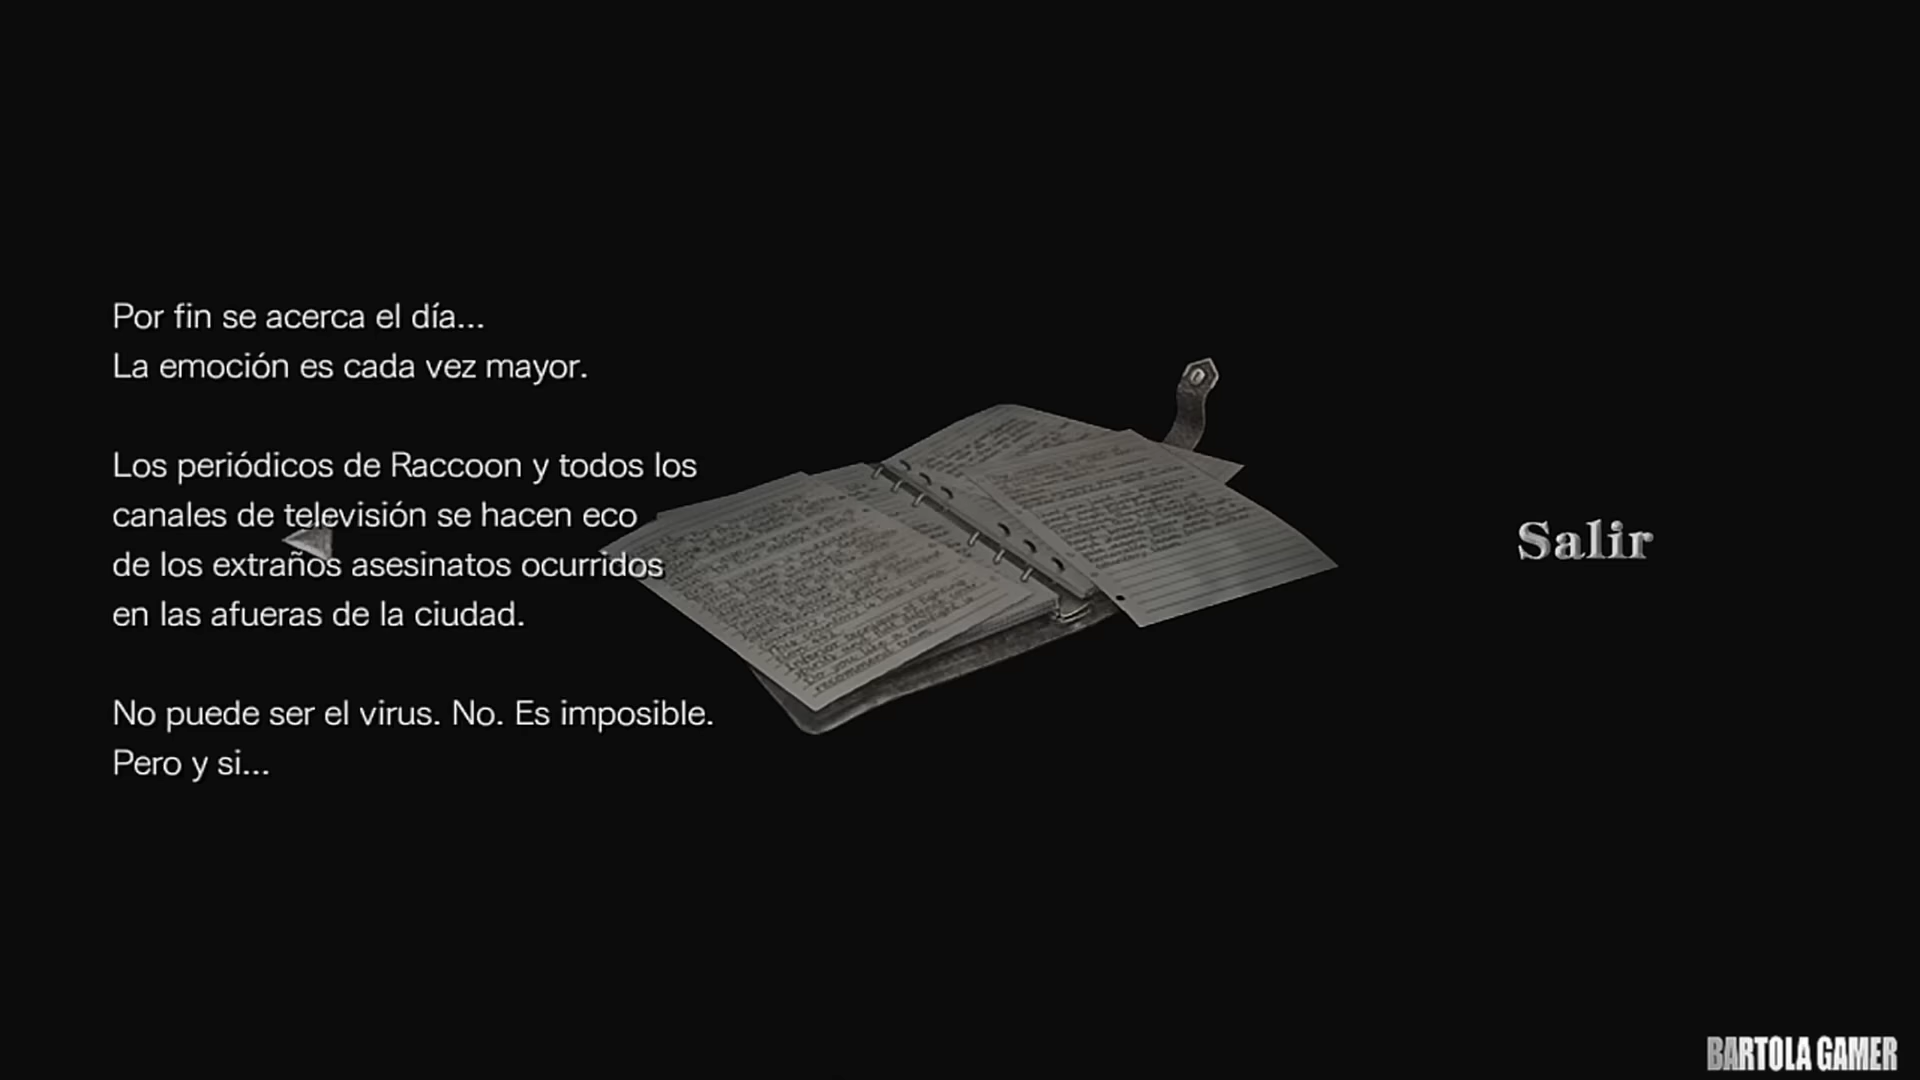 Por fin se acerca el día...
La emoción es cada vez mayor.
Los periódicos de Raccoon y todos los
canales de televisión se hacen eco
de los extraños asesinatos ocurridos
en las afueras de la ciudad.
No puede ser el virus. No. Es imposible.
Pero y si...
Salir
BARTOLA GAMER